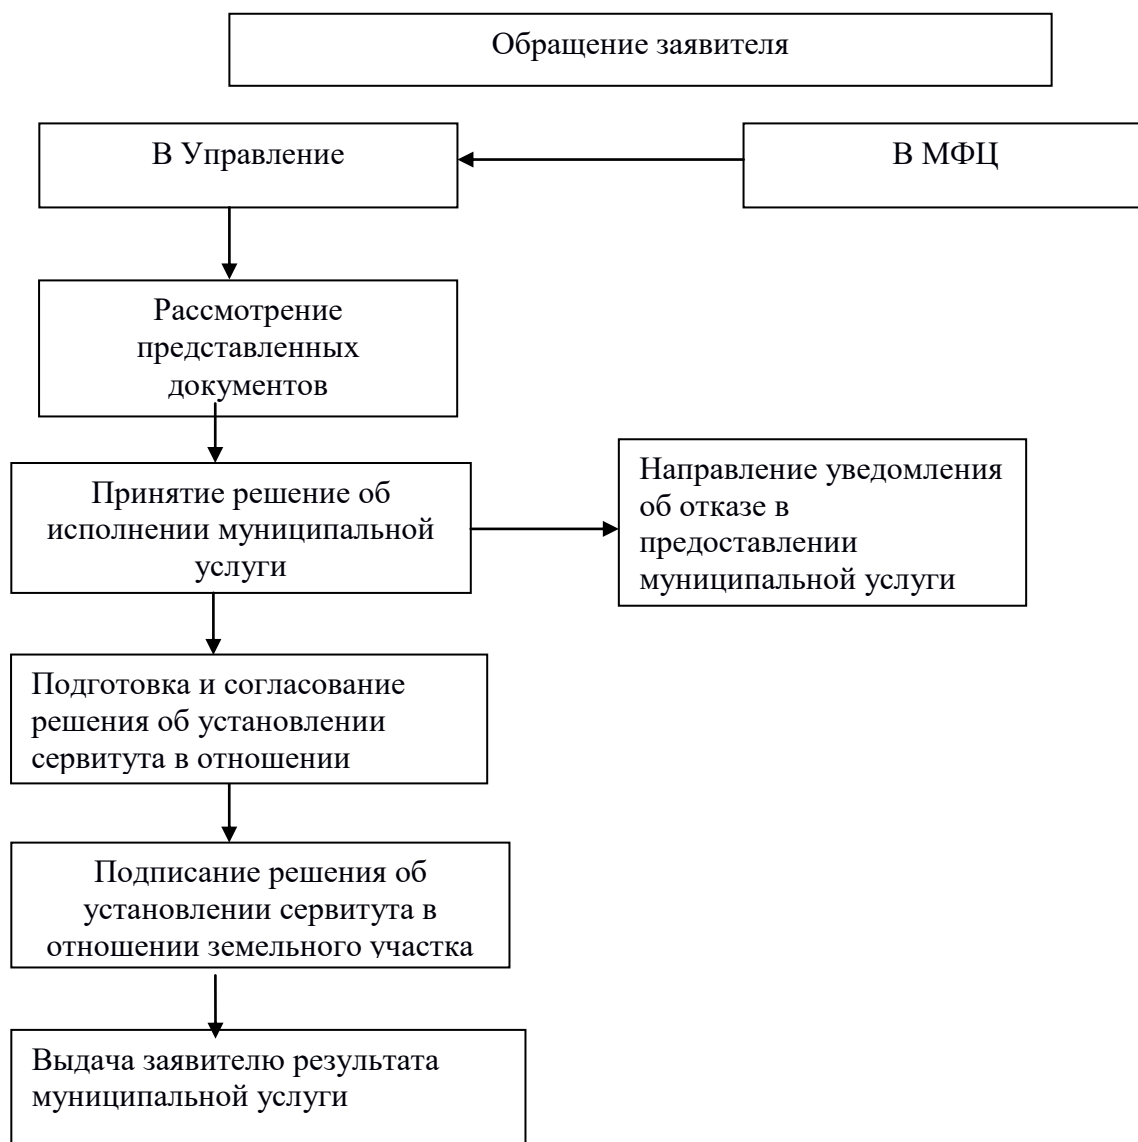 Обращение заявителя
В Управление
В МФЦ
Рассмотрение
представленных
документов
Принятие решение об
исполнении муниципальной
услуги
Направление уведомления
об отказе в
предоставлении
муниципальной услуги
Подготовка и согласование
решения об установлении
сервитута в отношении
Подписание решения об
установлении сервитута в
отношении земельного участка
Выдача заявителю результата
муниципальной услуги